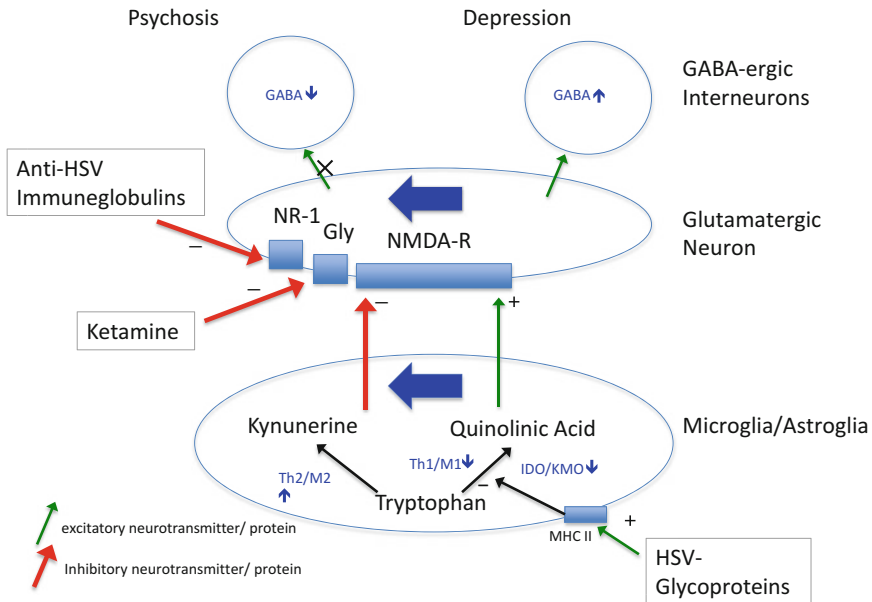 Psychosis
Depression
GABA ↓
GABA ↑
GABA-ergic
Interneurons
Anti-HSV
Immuneglobulins
NR-1
Gly
NMDA-R
Glutamatergic
Neuron
–
–
Ketamine
–
+
Kynunerine
Quinolinic Acid
Microglia/Astroglia
Th1/M1 ↓
IDO/KMO ↓
Th2/M2
↑
Tryptophan
–
MHC II
+
excitatory neurotransmitter/ protein
Inhibitory neurotransmitter/ protein
HSV-
Glycoproteins